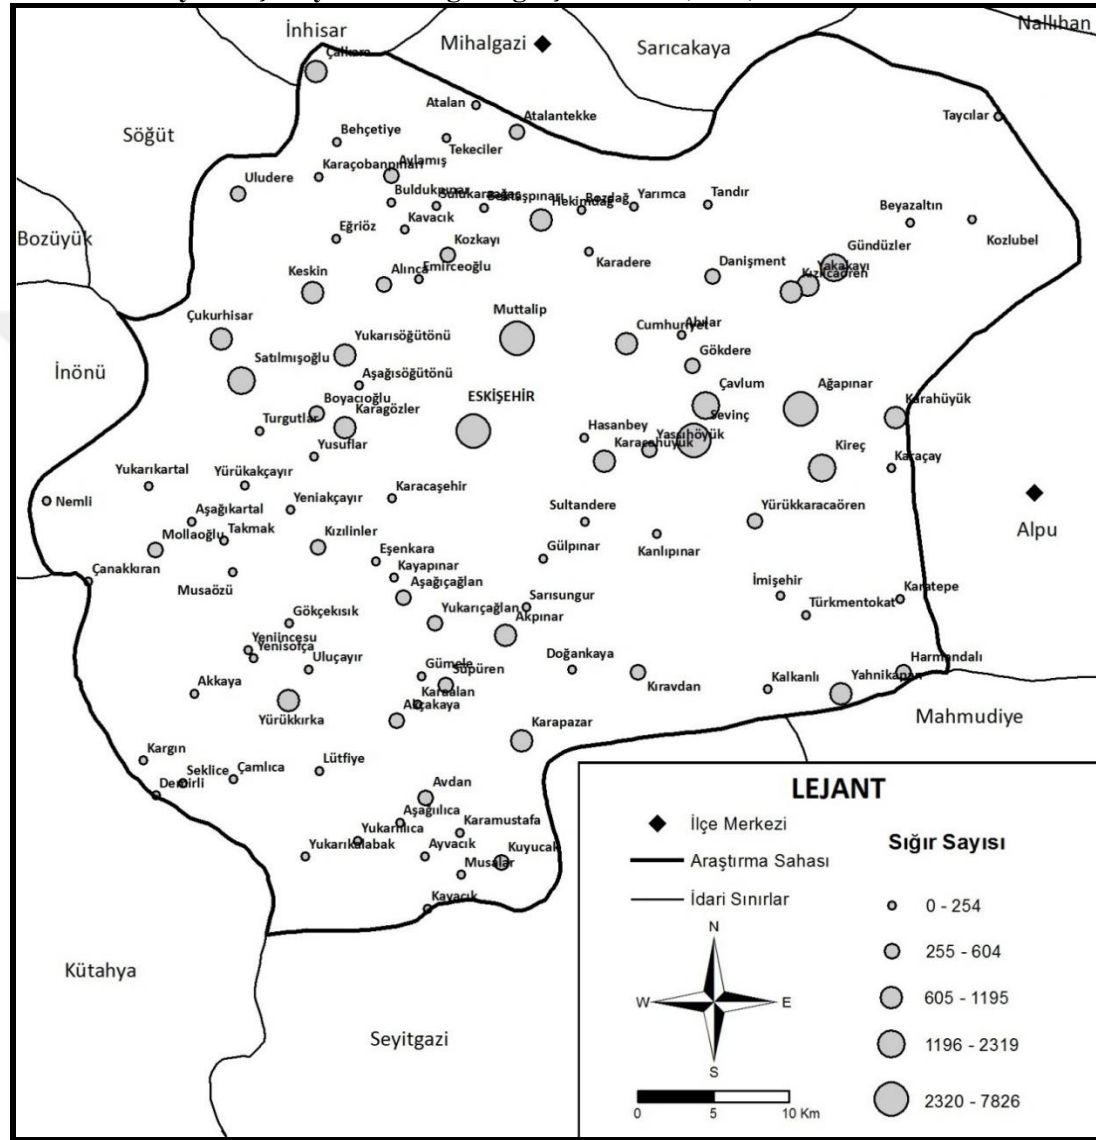 İnhisar
Mihalgazi
Sarıcakaya
Nallıhan
Çalkara
Söğüt
Atalan
Atalantekke
Taycılar
Behçetiye
Tekeciler
Karaçobanpınarı
Aylamış
Uludere
Buldukpınar
Hekimdağ
Bozdağ
Yarımca
Tandır
Beyazaltın
Kozlubel
Bozüyük
Eğriöz
Kavacık
Kozkayı
Karadere
Danışment
Gündüzler
Yakakayı
Kızılcaören
Keskin
Alınca
Emirceoğlu
Çukurhisar
Yukarısöğütönü
Muttalip
Cumhuriyet
Ahılar
Gökdere
İnönü
Satılmışoğlu
Aşağısöğütönü
ESKİŞEHİR
Çavlum
Ağapınar
Karahüyük
Boyacıoğlu
Karagözler
Turgutlar
Hasanbey
Sevinç
Yassıhöyük
Karacahüyük
Kireç
Karaçay
Yusuflar
Yukarıkartal
Yürükakçayır
Nemli
Yeniakçayır
Karacaşehir
Sultandere
Yürükkaracaören
Aşağıkartal
Takmak
Mollaoğlu
Kızılinler
Kanlıpınar
Alpu
Çanakkıran
Musaözü
Eşenkara
Kayapınar
Gülpınar
Aşağıçağlan
İmişehir
Karatepe
Türkmentokat
Gökçekısık
Yukarıçağlan
Sarısungur
Akpınar
Yeniincesu
Yenisofça
Uluçayır
Gümele
Süpüren
Doğankaya
Kıravdan
Harmandalı
Kalkanlı
Yahnikapan
Akkaya
Yürükkırka
Karaalan
Akçakaya
Karapazar
Mahmudiye
Kargın
Seklice
Demirli
Çamlıca
Lütfiye
Avdan
Aşağıılıca
Yukarıılıca
Karamustafa
Yukarıkalabak
Ayvacık
Kuyucak
Musalar
Kavacık
Kütahya
Seyitgazi
LEJANT
İlçe Merkezi
Araştırma Sahası
İdari Sınırlar
Sığır Sayısı
0 - 254
255 - 604
605 - 1195
1196 - 2319
2320 - 7826
N
W
E
S
0 5 10 Km